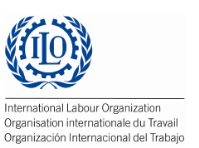 ILO
International Labour Organization
Organisation internationale du Travail
Organización Internacional del Trabajo